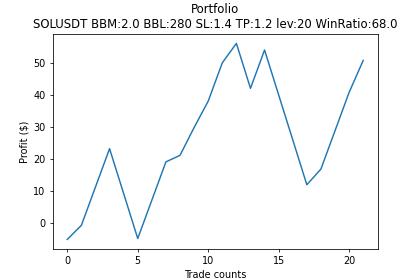 Portfolio
SOLUSDT BBM:2.0 BBL:280 SL:1.4 TP:1.2 lev:20 WinRatio:68.0
Profit ($)
50
40
30
20
10
0
0 5 10 15 20
Trade counts